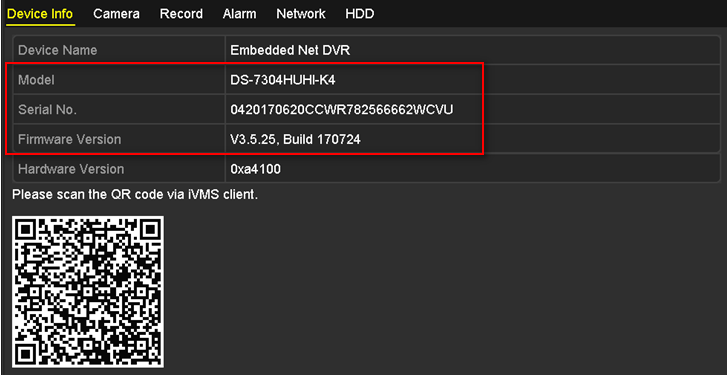 Device Info Camera Record Alarm Network HDD
Device Name Embedded Net DVR
Model DS-7304HUHI-K4
Serial No. 0420170620CCWR782566662WCVU
Firmware Version V3.5.25, Build 170724
Hardware Version 0xa4100
Please scan the QR code via iVMS client.